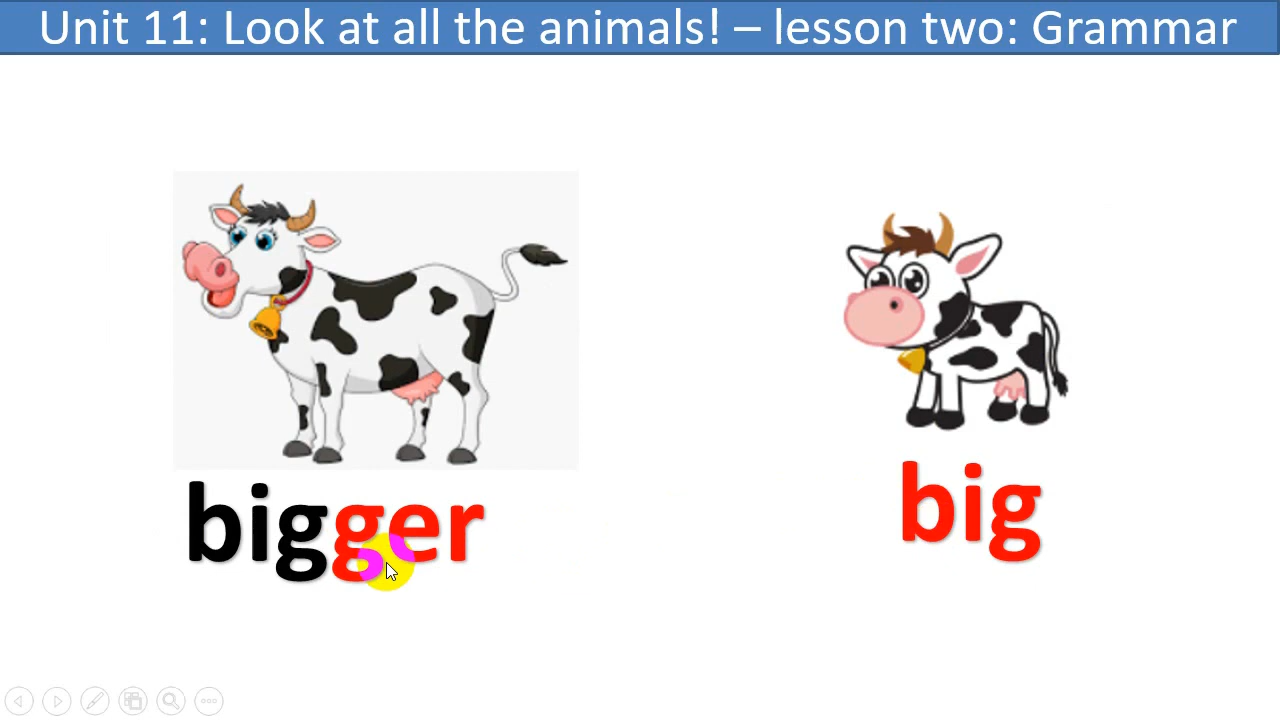 Unit 11: Look at all the animals! – lesson two: Grammar
bigger
big